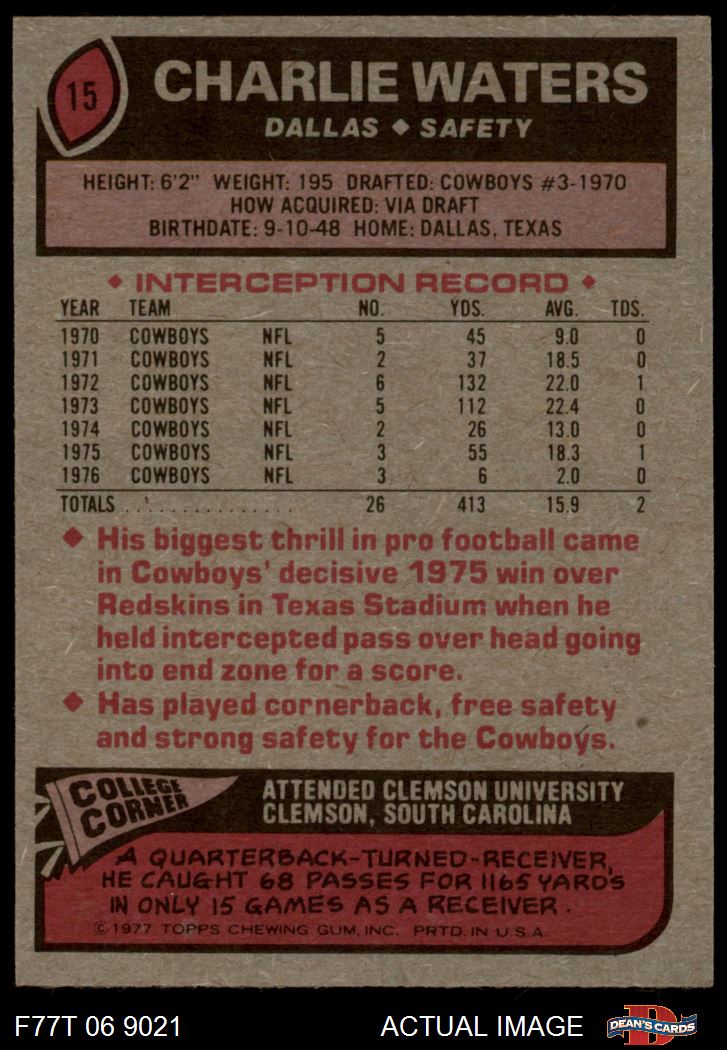 15
CHARLIE WATERS
DALLAS ◆ SAFETY
HEIGHT: 6'2" WEIGHT: 195 DRAFTED: COWBOYS #3-1970
HOW ACQUIRED: VIA DRAFT
BIRTHDATE: 9-10-48 HOME: DALLAS, TEXAS
◆ INTERCEPTION RECORD ◆
YEAR TEAM NO. YDS. AVG. TDS.
1970 COWBOYS NFL 5 45 9.0 0
1971 COWBOYS NFL 2 37 18.5 0
1972 COWBOYS NFL 6 132 22.0 1
1973 COWBOYS NFL 5 112 22.4 0
1974 COWBOYS NFL 2 26 13.0 0
1975 COWBOYS NFL 3 55 18.3 1
1976 COWBOYS NFL 3 6 2.0 0
TOTALS .............. 26 413 15.9 2
◆ His biggest thrill in pro football came
in Cowboys' decisive 1975 win over
Redskins in Texas Stadium when he
held intercepted pass over head going
into end zone for a score.
◆ Has played cornerback, free safety
and strong safety for the Cowboys.
COLLEGE
CORNER
ATTENDED CLEMSON UNIVERSITY
CLEMSON, SOUTH CAROLINA
A QUARTERBACK-TURNED-RECEIVER,
HE CAUGHT 68 PASSES FOR 1165 YARDS
IN ONLY 15 GAMES AS A RECEIVER.
© 1977 TOPPS CHEWING GUM, INC. PRTD. IN U.S.A.
F77T 06 9021 ACTUAL IMAGE
D
DEAN'S CARDS